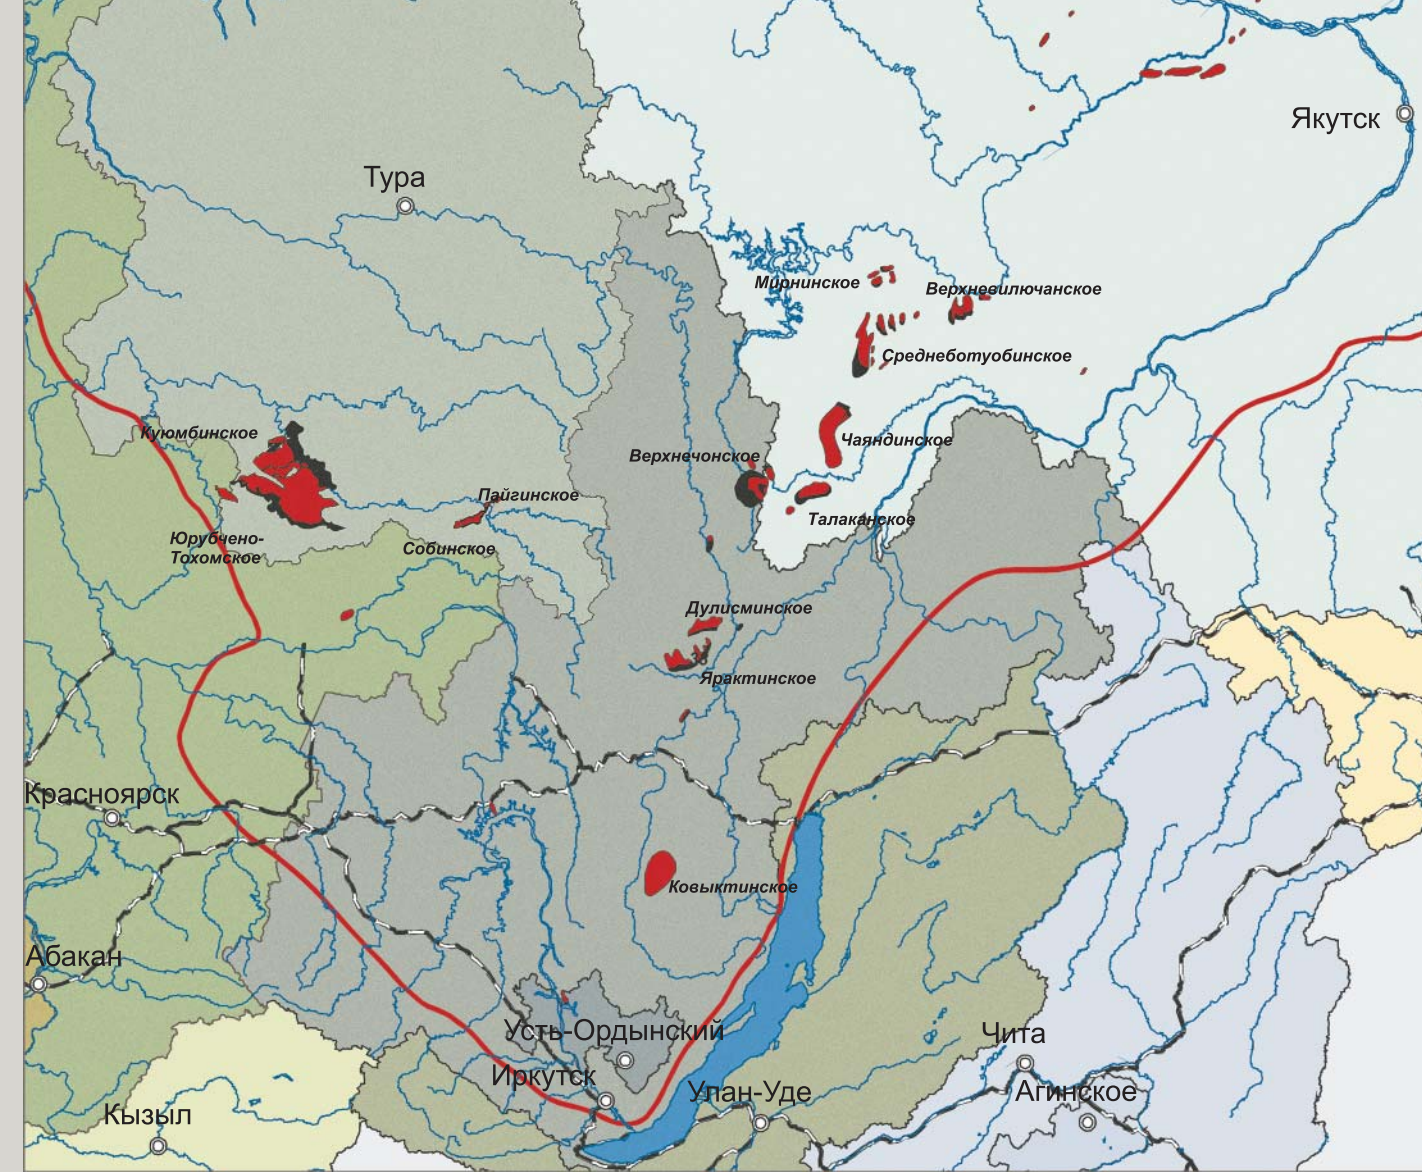 Якутск
Тура
Мирнинское
Верхневилючанское
Среднеботуобинское
Куюмбинское
Чаяндинское
Верхнечонское
Пайгинское
Талаканское
Юрубчено-
Тохомское
Собинское
Дулисминское
Ярактинское
Красноярск
Ковыктинское
Абакан
Усть-Ордынский
Чита
Иркутск
Улан-Уде
Агинское
Кызыл